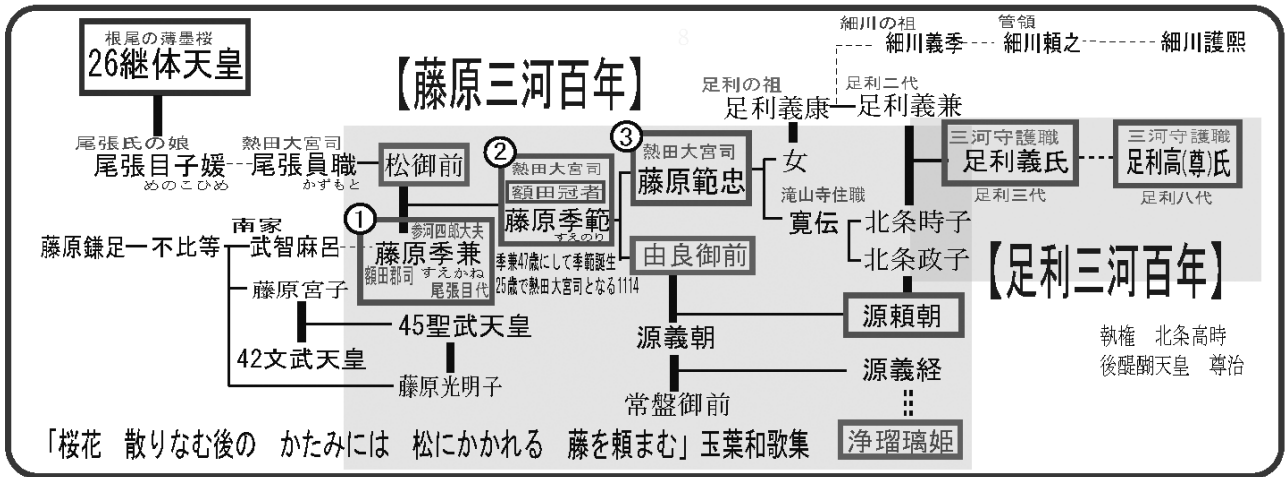 根尾の薄墨桜
26継体天皇
【藤原三河百年】
8
細川の祖
細川義季
管領
細川頼之
細川護熙
足利の祖
足利義康
足利二代
足利義兼
尾張氏の娘
尾張目子媛
めのこひめ
熱田大宮司
尾張員職
かずもと
松御前
②
熱田大宮司
額田冠者
藤原季範
すえのり
季兼47歳にして季範誕生
25歳で熱田大宮司となる1114
③
熱田大宮司
藤原範忠
女
滝山寺住職
寛伝
三河守護職
足利義氏
足利三代
三河守護職
足利高(尊)氏
足利八代
藤原鎌足
不比等
南家
武智麻呂
①
参河四郎大夫
藤原季兼
額田郡司
すえかね
尾張目代
由良御前
北条時子
北条政子
【足利三河百年】
藤原宮子
42文武天皇
45聖武天皇
藤原光明子
源義朝
源頼朝
常盤御前
源義経
浄瑠璃姫
執権 北条高時
後醍醐天皇 尊治
「桜花 散りなむ後の かたみには 松にかかれる 藤を頼まむ」玉葉和歌集